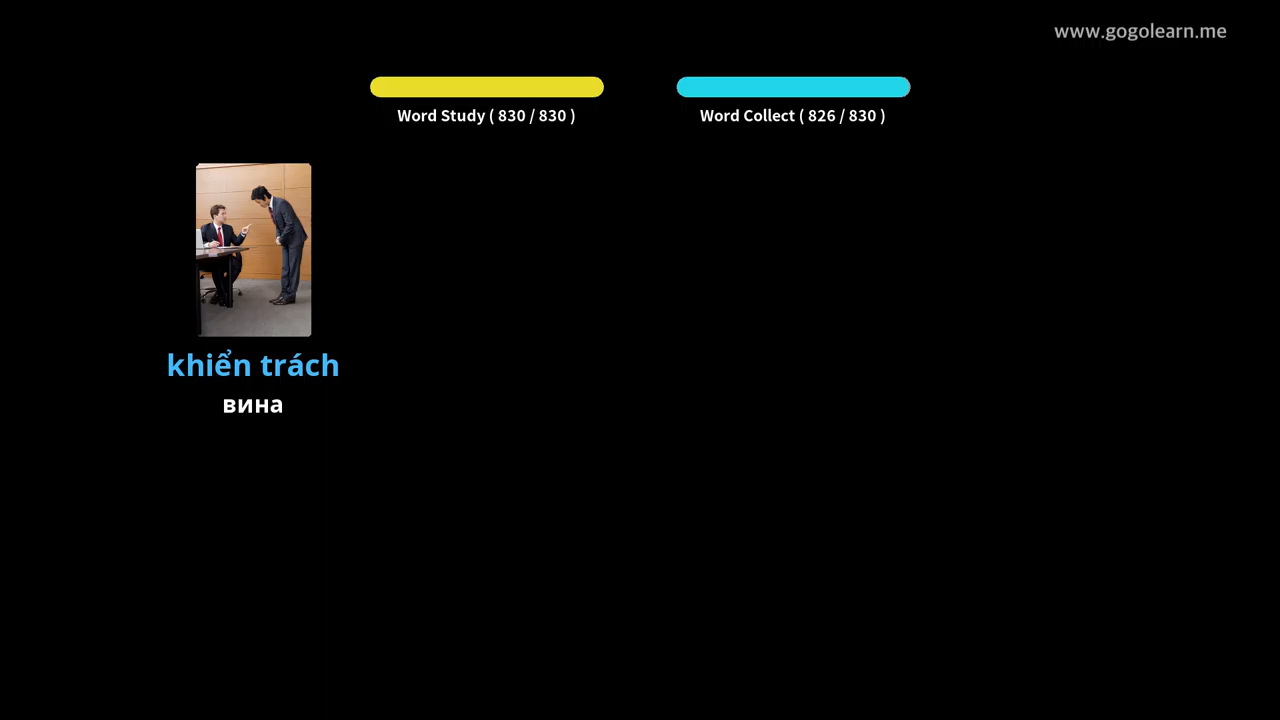 www.gogolearn.me
Word Study ( 830 / 830 )
Word Collect ( 826 / 830 )
khiển trách
вина